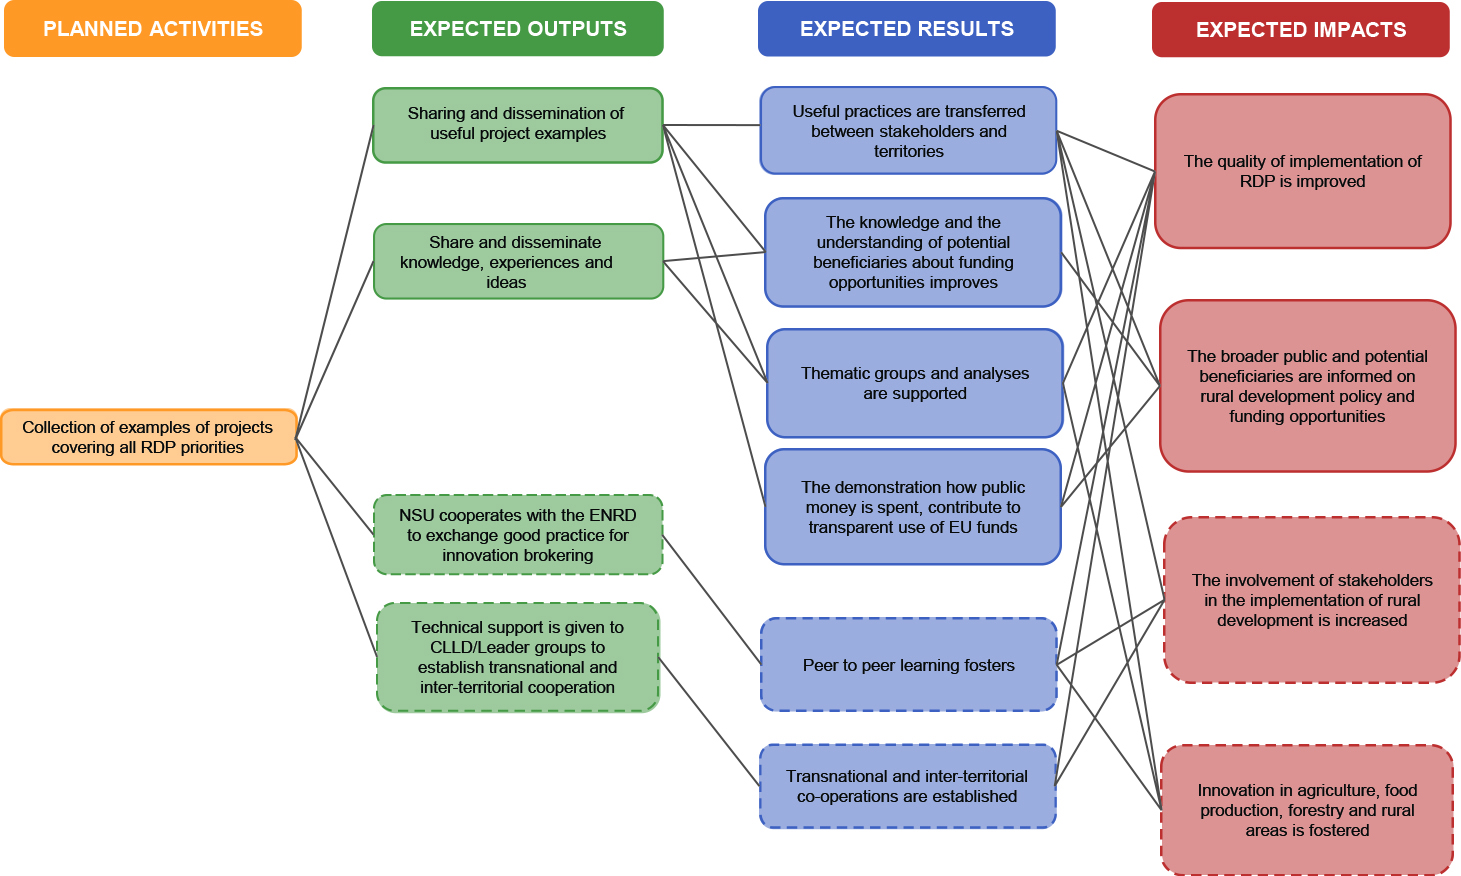 PLANNED ACTIVITIES
EXPECTED OUTPUTS
EXPECTED RESULTS
EXPECTED IMPACTS
Collection of examples of projects
covering all RDP priorities
Sharing and dissemination of
useful project examples
Share and disseminate
knowledge, experiences and
ideas
NSU cooperates with the ENRD
to exchange good practice for
innovation brokering
Technical support is given to
CLLD/Leader groups to
establish transnational and
inter-territorial cooperation
Useful practices are transferred
between stakeholders and
territories
The knowledge and the
understanding of potential
beneficiaries about funding
opportunities improves
Thematic groups and analyses
are supported
The demonstration how public
money is spent, contribute to
transparent use of EU funds
Peer to peer learning fosters
Transnational and inter-territorial
co-operations are established
The quality of implementation of
RDP is improved
The broader public and potential
beneficiaries are informed on
rural development policy and
funding opportunities
The involvement of stakeholders
in the implementation of rural
development is increased
Innovation in agriculture, food
production, forestry and rural
areas is fostered